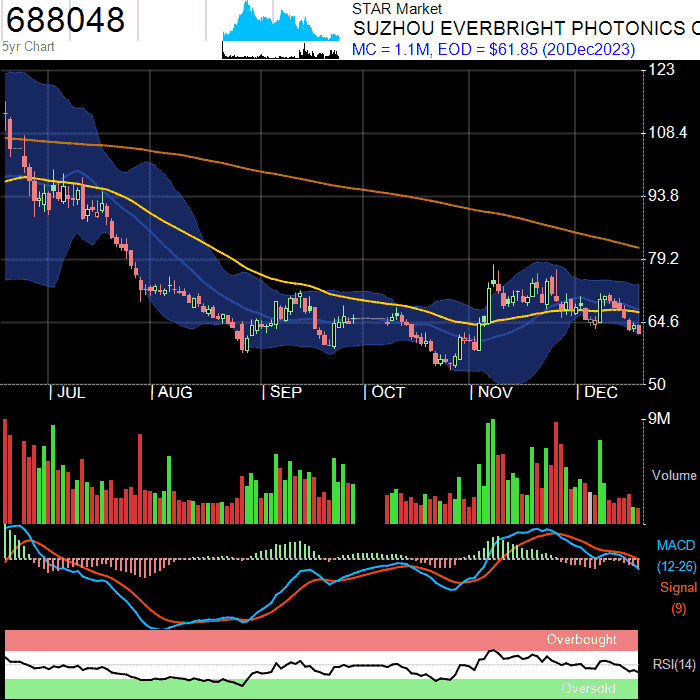 688048
5yr Chart
STAR Market
SUZHOU EVERBRIGHT PHOTONICS C
MC = 1.1M, EOD = $61.85 (20Dec2023)
123
108.4
93.8
79.2
64.6
50
JUL AUG SEP OCT NOV DEC
9M
Volume
MACD
(12-26)
Signal
(9)
Overbought
RSI(14)
Oversold